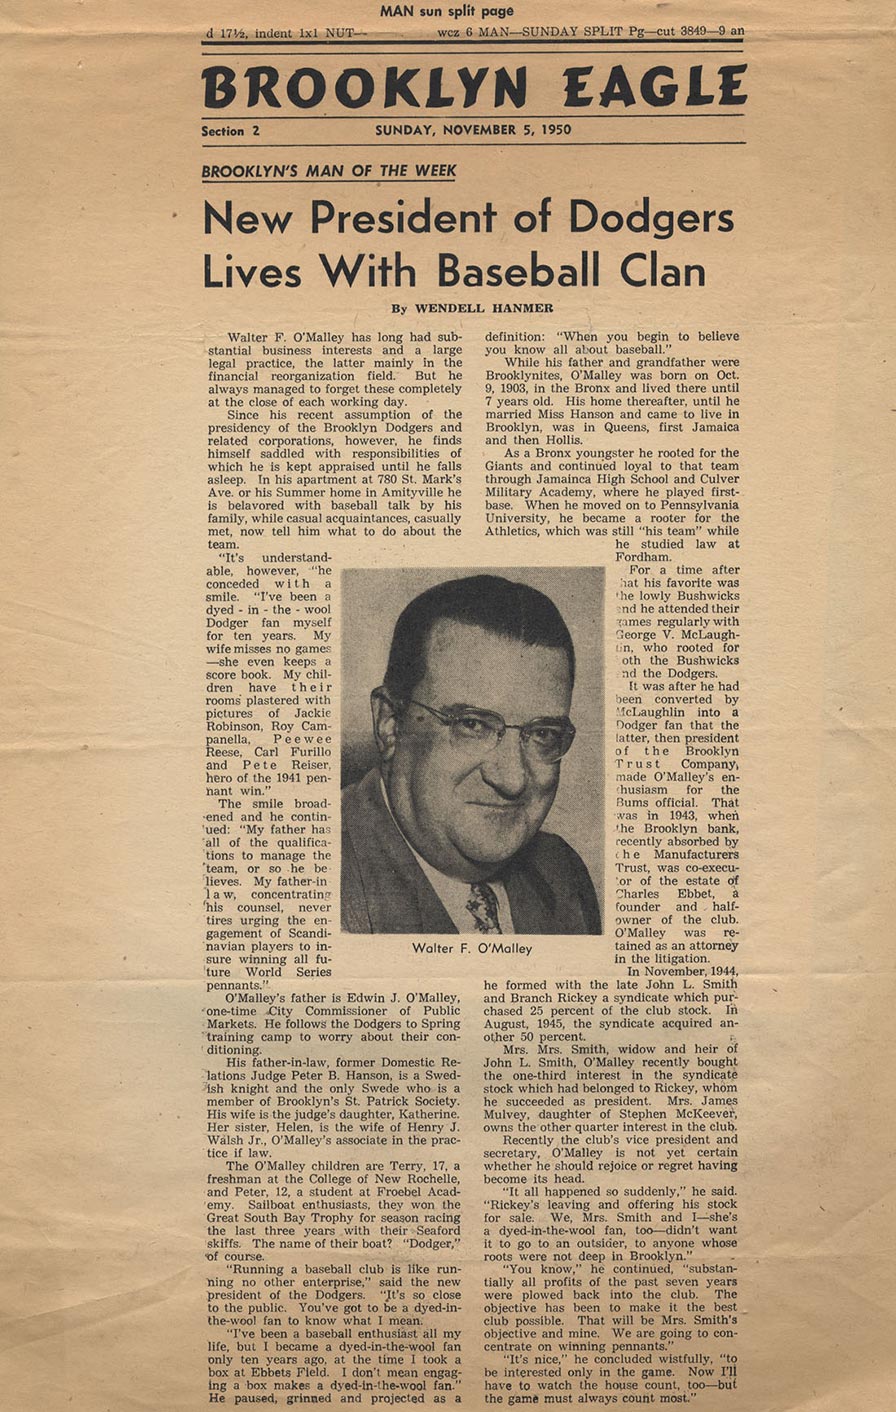 MAN sun split page
d 17½, indent 1x1 NUT— wcz 6 MAN—SUNDAY SPLIT Pg—cut 3849—9 an
BROOKLYN EAGLE
Section 2 SUNDAY, NOVEMBER 5, 1950
BROOKLYN'S MAN OF THE WEEK
New President of Dodgers
Lives With Baseball Clan
By WENDELL HANMER
Walter F. O'Malley has long had sub-
stantial business interests and a large
legal practice, the latter mainly in the
financial reorganization field. But he
always managed to forget these completely
at the close of each working day.
Since his recent assumption of the
presidency of the Brooklyn Dodgers and
related corporations, however, he finds
himself saddled with responsibilities of
which he is kept appraised until he falls
asleep. In his apartment at 780 St. Mark's
Ave. or his Summer home in Amityville he
is belavored with baseball talk by his
family, while casual acquaintances, casually
met, now tell him what to do about the
team.
"It's understand-
able, however, "he
conceded with a
smile. "I've been a
dyed - in - the - wool
Dodger fan myself
for ten years. My
wife misses no games
—she even keeps a
score book. My chil-
dren have their
rooms plastered with
pictures of Jackie
Robinson, Roy Cam-
panella, Peewee
Reese, Carl Furillo
and Pete Reiser,
hero of the 1941 pen-
nant win."
The smile broad-
ened and he contin-
ued: "My father has
all of the qualifica-
tions to manage the
team, or so he be-
lieves. My father-in
law, concentrating
his counsel, never
tires urging the en-
gagement of Scandi-
navian players to in-
sure winning all fu-
ture World Series
pennants."
O'Malley's father is Edwin J. O'Malley,
one-time City Commissioner of Public
Markets. He follows the Dodgers to Spring
training camp to worry about their con-
ditioning.
His father-in-law, former Domestic Re-
lations Judge Peter B. Hanson, is a Swed-
ish knight and the only Swede who is a
member of Brooklyn's St. Patrick Society.
His wife is the judge's daughter, Katherine.
Her sister, Helen, is the wife of Henry J.
Walsh Jr., O'Malley's associate in the prac-
tice if law.
The O'Malley children are Terry, 17, a
freshman at the College of New Rochelle,
and Peter, 12, a student at Froebel Acad-
emy. Sailboat enthusiasts, they won the
Great South Bay Trophy for season racing
the last three years with their Seaford
skiffs. The name of their boat? "Dodger,"
of course.
"Running a baseball club is like run-
ning no other enterprise," said the new
president of the Dodgers. "It's so close
to the public. You've got to be a dyed-in-
the-wool fan to know what I mean.
"I've been a baseball enthusiast all my
life, but I became a dyed-in-the-wool fan
only ten years ago, at the time I took a
box at Ebbets Field. I don't mean engag-
ing a box makes a dyed-in-the-wool fan."
He paused, grinned and projected as a
definition: "When you begin to believe
you know all about baseball."
While his father and grandfather were
Brooklynites, O'Malley was born on Oct.
9, 1903, in the Bronx and lived there until
7 years old. His home thereafter, until he
married Miss Hanson and came to live in
Brooklyn, was in Queens, first Jamaica
and then Hollis.
As a Bronx youngster he rooted for the
Giants and continued loyal to that team
through Jamainca High School and Culver
Military Academy, where he played first-
base. When he moved on to Pennsylvania
University, he became a rooter for the
Athletics, which was still "his team" while
he studied law at
Fordham.
For a time after
hat his favorite was
he lowly Bushwicks
nd he attended their
games regularly with
George V. McLaugh-
lin, who rooted for
oth the Bushwicks
nd the Dodgers.
It was after he had
been converted by
McLaughlin into a
Dodger fan that the
latter, then president
of the Brooklyn
Trust Company,
made O'Malley's en-
thusiasm for the
Bums official. That
was in 1943, when
the Brooklyn bank,
recently absorbed by
the Manufacturers
Trust, was co-execu-
tor of the estate of
Charles Ebbet, a
founder and half-
owner of the club.
O'Malley was re-
tained as an attorney
in the litigation.
In November, 1944,
he formed with the late John L. Smith
and Branch Rickey a syndicate which pur-
chased 25 percent of the club stock. In
August, 1945, the syndicate acquired an-
other 50 percent.
Mrs. Mrs. Smith, widow and heir of
John L. Smith, O'Malley recently bought
the one-third interest in the syndicate
stock which had belonged to Rickey, whom
he succeeded as president. Mrs. James
Mulvey, daughter of Stephen McKeever,
owns the other quarter interest in the club.
Recently the club's vice president and
secretary, O'Malley is not yet certain
whether he should rejoice or regret having
become its head.
"It all happened so suddenly," he said.
"Rickey's leaving and offering his stock
for sale. We, Mrs. Smith and I—she's
a dyed-in-the-wool fan, too—didn't want
it to go to an outsider, to anyone whose
roots were not deep in Brooklyn."
"You know," he continued, "substan-
tially all profits of the past seven years
were plowed back into the club. The
objective has been to make it the best
club possible. That will be Mrs. Smith's
objective and mine. We are going to con-
centrate on winning pennants."
"It's nice," he concluded wistfully, "to
be interested only in the game. Now I'll
have to watch the house count, too—but
the game must always count most."
Walter F. O'Malley